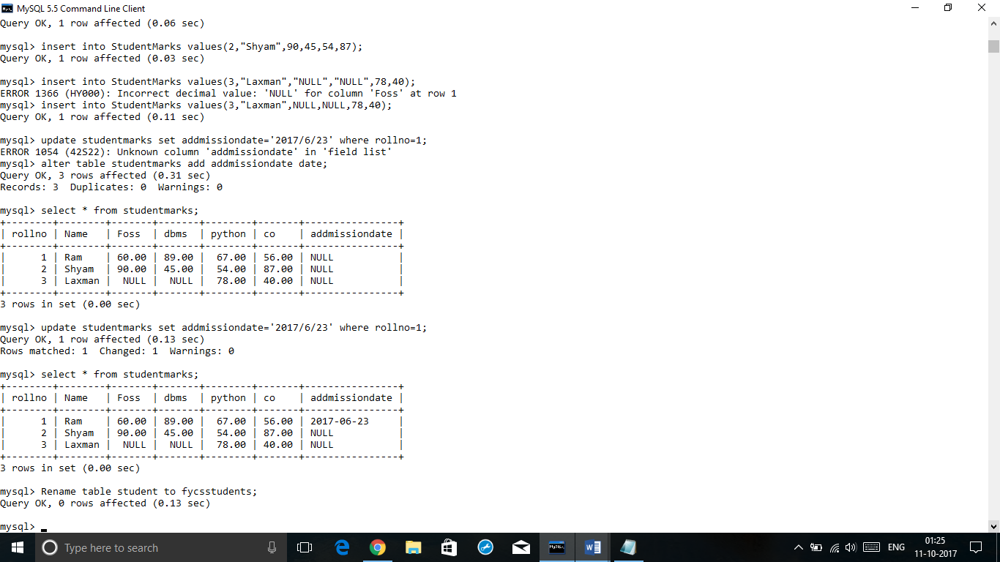 MySQL 5.5 Command Line Client
Query OK, 1 row affected (0.06 sec)
mysql> insert into StudentMarks values(2,"Shyam",90,45,54,87);
Query OK, 1 row affected (0.03 sec)
mysql> insert into StudentMarks values(3,"Laxman","NULL","NULL",78,40);
ERROR 1366 (HY000): Incorrect decimal value: 'NULL' for column 'Foss' at row 1
mysql> insert into StudentMarks values(3,"Laxman",NULL,NULL,78,40);
Query OK, 1 row affected (0.11 sec)
mysql> update studentmarks set addmissiondate='2017/6/23' where rollno=1;
ERROR 1054 (42S22): Unknown column 'addmissiondate' in 'field list'
mysql> alter table studentmarks add addmissiondate date;
Query OK, 3 rows affected (0.31 sec)
Records: 3  Duplicates: 0  Warnings: 0
mysql> select * from studentmarks;
+--------+--------+-------+-------+--------+-------+----------------+
| rollno | Name   | Foss  | dbms  | python | co    | addmissiondate |
+--------+--------+-------+-------+--------+-------+----------------+
|      1 | Ram    | 60.00 | 89.00 |  67.00 | 56.00 | NULL           |
|      2 | Shyam  | 90.00 | 45.00 |  54.00 | 87.00 | NULL           |
|      3 | Laxman |  NULL |  NULL |  78.00 | 40.00 | NULL           |
+--------+--------+-------+-------+--------+-------+----------------+
3 rows in set (0.00 sec)
mysql> update studentmarks set addmissiondate='2017/6/23' where rollno=1;
Query OK, 1 row affected (0.13 sec)
Rows matched: 1  Changed: 1  Warnings: 0
mysql> select * from studentmarks;
+--------+--------+-------+-------+--------+-------+----------------+
| rollno | Name   | Foss  | dbms  | python | co    | addmissiondate |
+--------+--------+-------+-------+--------+-------+----------------+
|      1 | Ram    | 60.00 | 89.00 |  67.00 | 56.00 | 2017-06-23     |
|      2 | Shyam  | 90.00 | 45.00 |  54.00 | 87.00 | NULL           |
|      3 | Laxman |  NULL |  NULL |  78.00 | 40.00 | NULL           |
+--------+--------+-------+-------+--------+-------+----------------+
3 rows in set (0.00 sec)
mysql> Rename table student to fycsstudents;
Query OK, 0 rows affected (0.13 sec)
mysql> _
Type here to search
ENG
01:25
11-10-2017